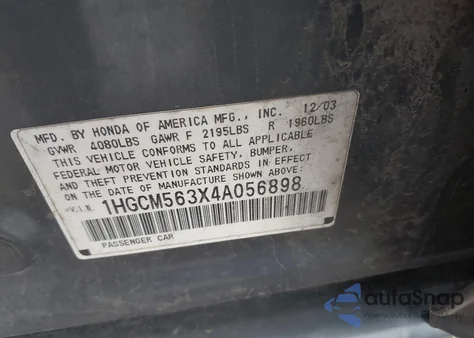 MFD. BY HONDA OF AMERICA MFG., INC. 12/03
GVWR 4080LBS GAWR F 2195LBS R 1960LBS
THIS VEHICLE CONFORMS TO ALL APPLICABLE
FEDERAL MOTOR VEHICLE SAFETY, BUMPER,
AND THEFT PREVENTION STANDARDS IN EFFECT
ON THE DATE OF MANUFACTURE SHOWN ABOVE.
V.I.N. 1HGCM563X4A056898
PASSENGER CAR
autoSnap